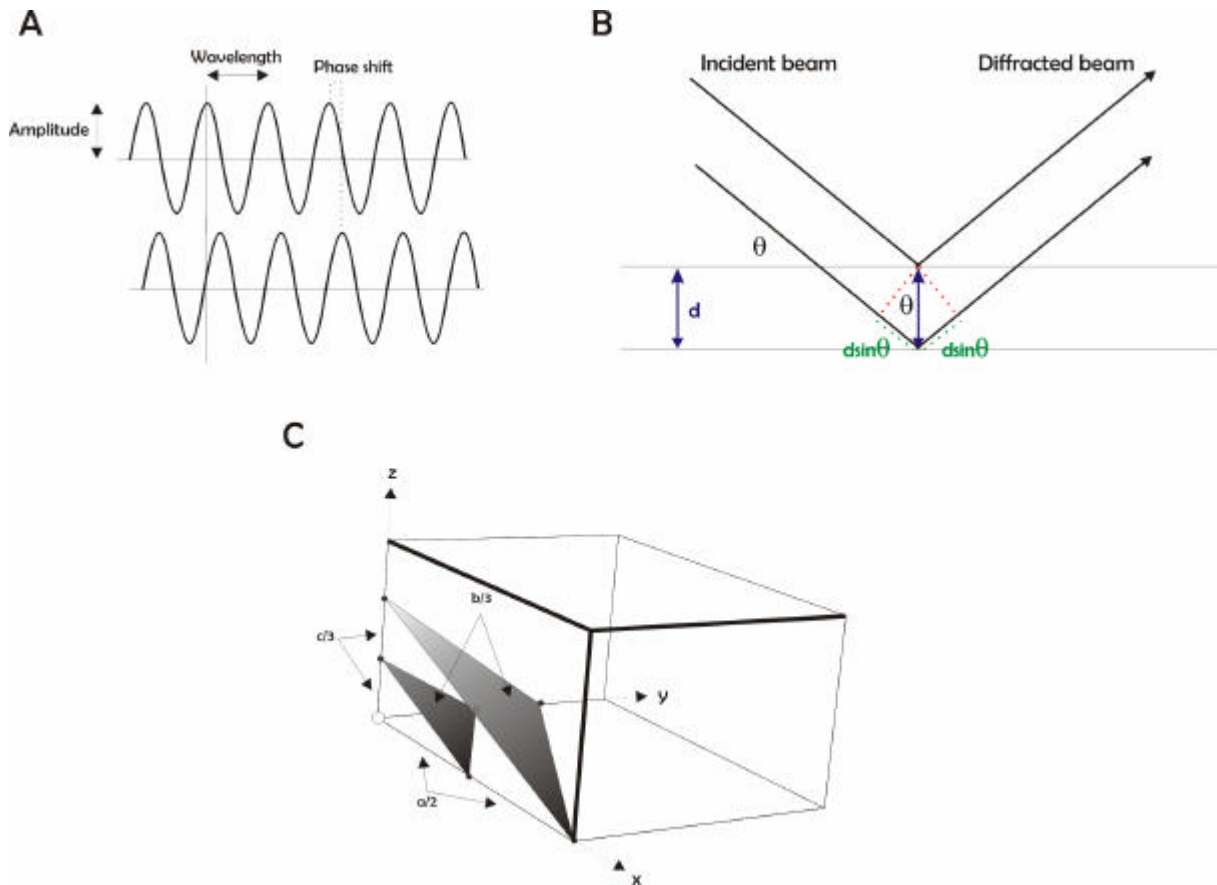 A
Wavelength
Phase shift
Amplitude
B
Incident beam
Diffracted beam
θ
θ
d
dsinθ
dsinθ
C
z
b/3
c/3
y
a/2
x